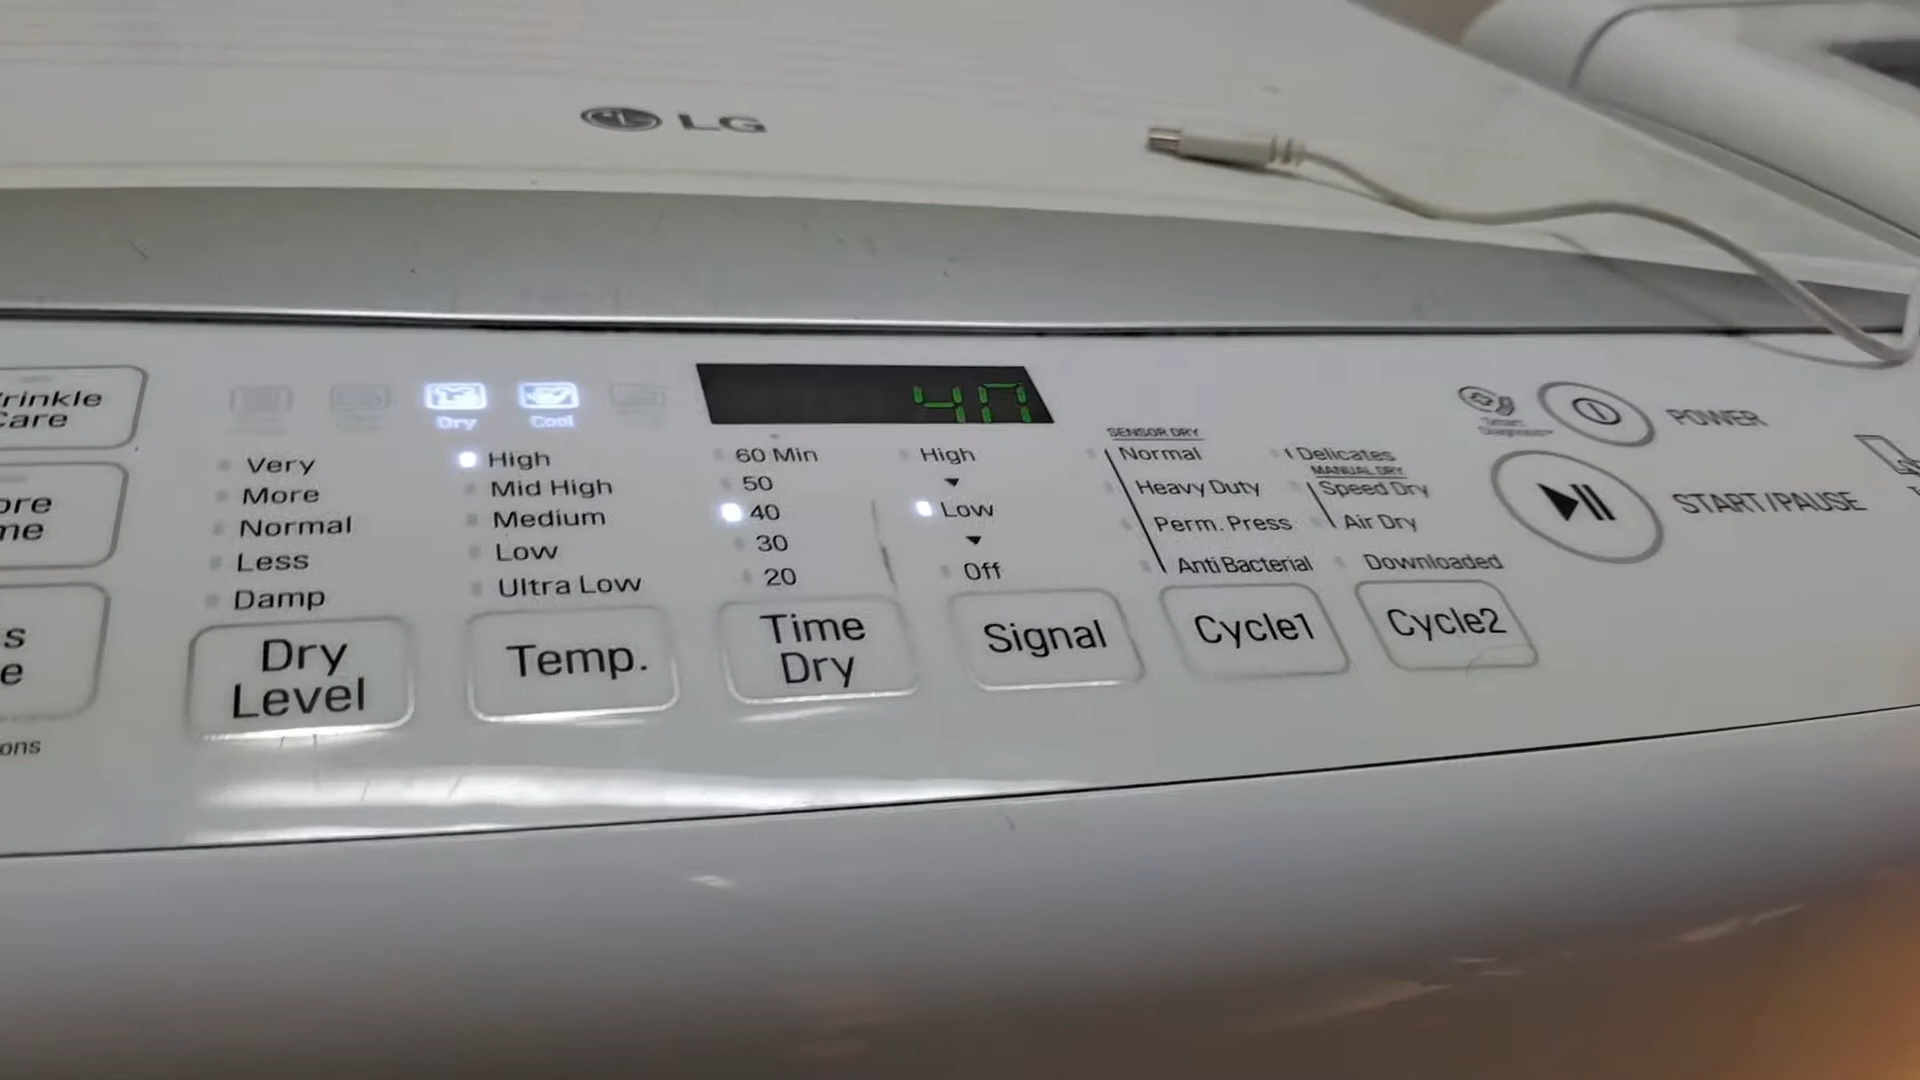 LG
rinkle
Care
ore
me
s
e
ons
Dry
Cool
40
Very
More
Normal
Less
Damp
Dry
Level
High
Mid High
Medium
Low
Ultra Low
Temp.
60 Min
50
40
30
20
Time
Dry
High
Low
Off
Signal
SENSOR DRY
Normal
Heavy Duty
Perm. Press
Anti Bacterial
Cycle1
Delicates
MANUAL DRY
Speed Dry
Air Dry
Downloaded
Cycle2
Smart
Diagnosis™
POWER
START/PAUSE